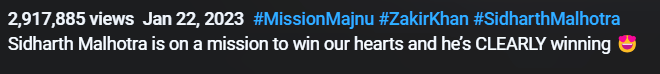 2,917,885 views  Jan 22, 2023  #MissionMajnu #ZakirKhan #SidharthMalhotra
Sidharth Malhotra is on a mission to win our hearts and he's CLEARLY winning 😍